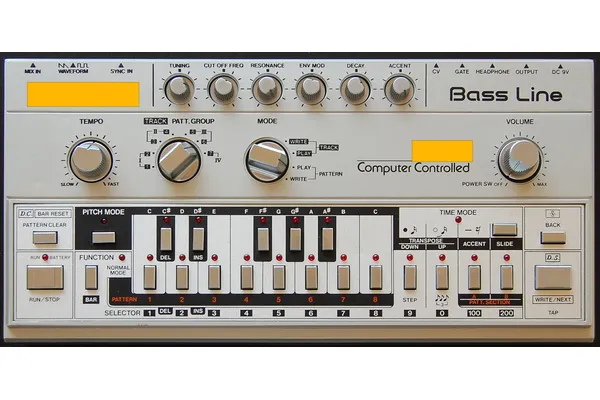 MIX IN WAVEFORM SYNC IN TUNING CUT OFF FREQ RESONANCE ENV MOD DECAY ACCENT CV GATE HEADPHONE OUTPUT DC 9V
Bass Line
TEMPO TRACK PATT. GROUP MODE VOLUME
WRITE
PLAY TRACK
PLAY
WRITE PATTERN
I II III IV
Computer Controlled
SLOW FAST POWER SW OFF MAX
D.C. BAR RESET PITCH MODE C C# D D# E F F# G G# A A# B C TIME MODE
PATTERN CLEAR BACK
TRANSPOSE
DOWN UP ACCENT SLIDE
RUN BATTERY FUNCTION DEL INS D.S.
NORMAL MODE
RUN/STOP BAR PATTERN 1 2 3 4 5 6 7 8 STEP 9 0 A B WRITE/NEXT
PATT. SECTION
SELECTOR 1 DEL 2 INS 3 4 5 6 7 8 9 0 100 200 TAP